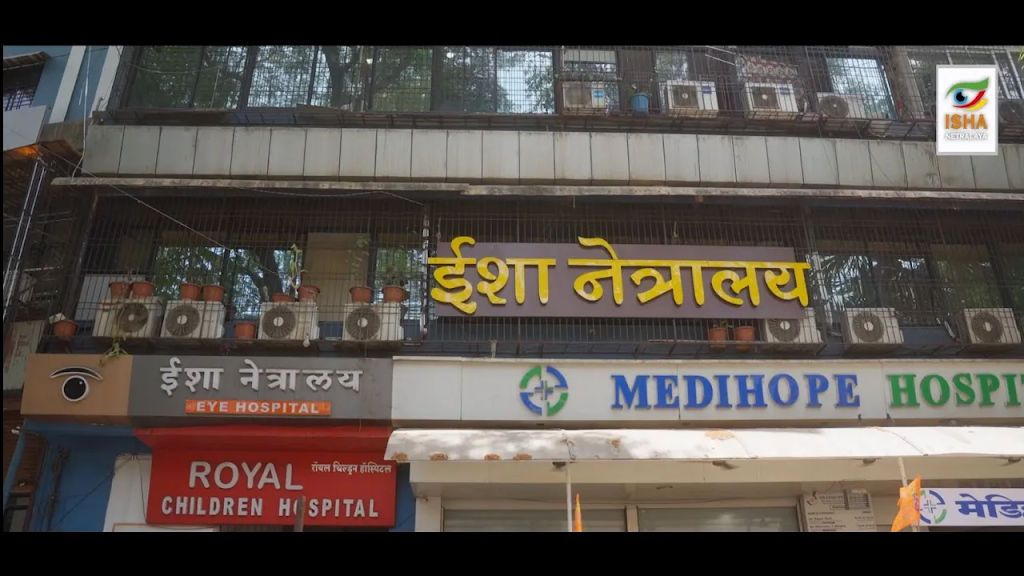 ISHA
NETRALAYA
ईशा नेत्रालय
ईशा नेत्रालय
EYE HOSPITAL
MEDIHOPE HOSPIT
ROYAL
रॉयल चिल्ड्रन हॉस्पिटल
CHILDREN HOSPITAL
मेडि